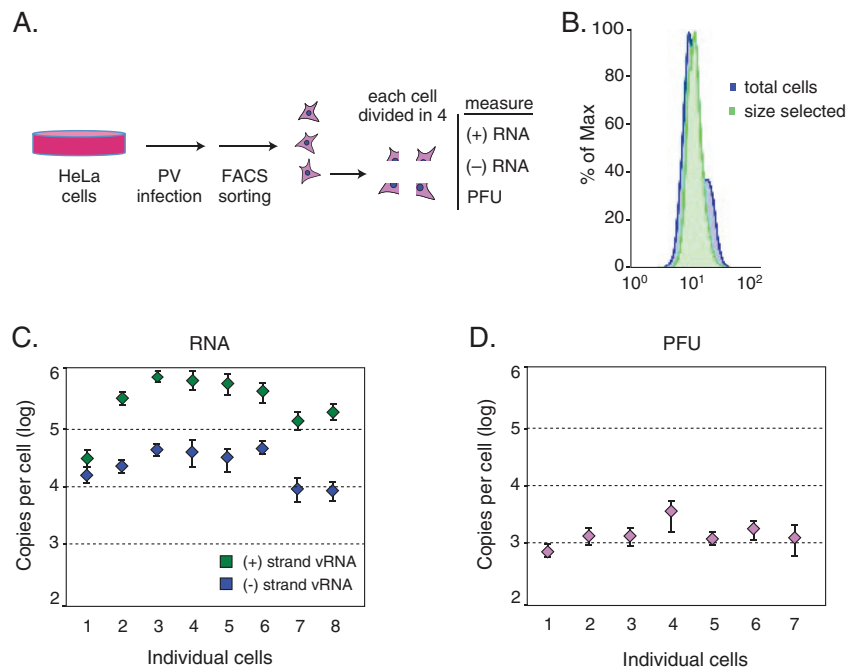 A.
HeLa
cells
PV
infection
FACS
sorting
each cell
divided in 4
measure
(+) RNA
(–) RNA
PFU
B.
% of Max
100
80
60
40
20
0
10⁰
10¹
10²
total cells
size selected
C.
RNA
Copies per cell (log)
6
5
4
3
2
(+) strand vRNA
(-) strand vRNA
1 2 3 4 5 6 7 8
Individual cells
D.
PFU
Copies per cell (log)
6
5
4
3
2
1 2 3 4 5 6 7
Individual cells